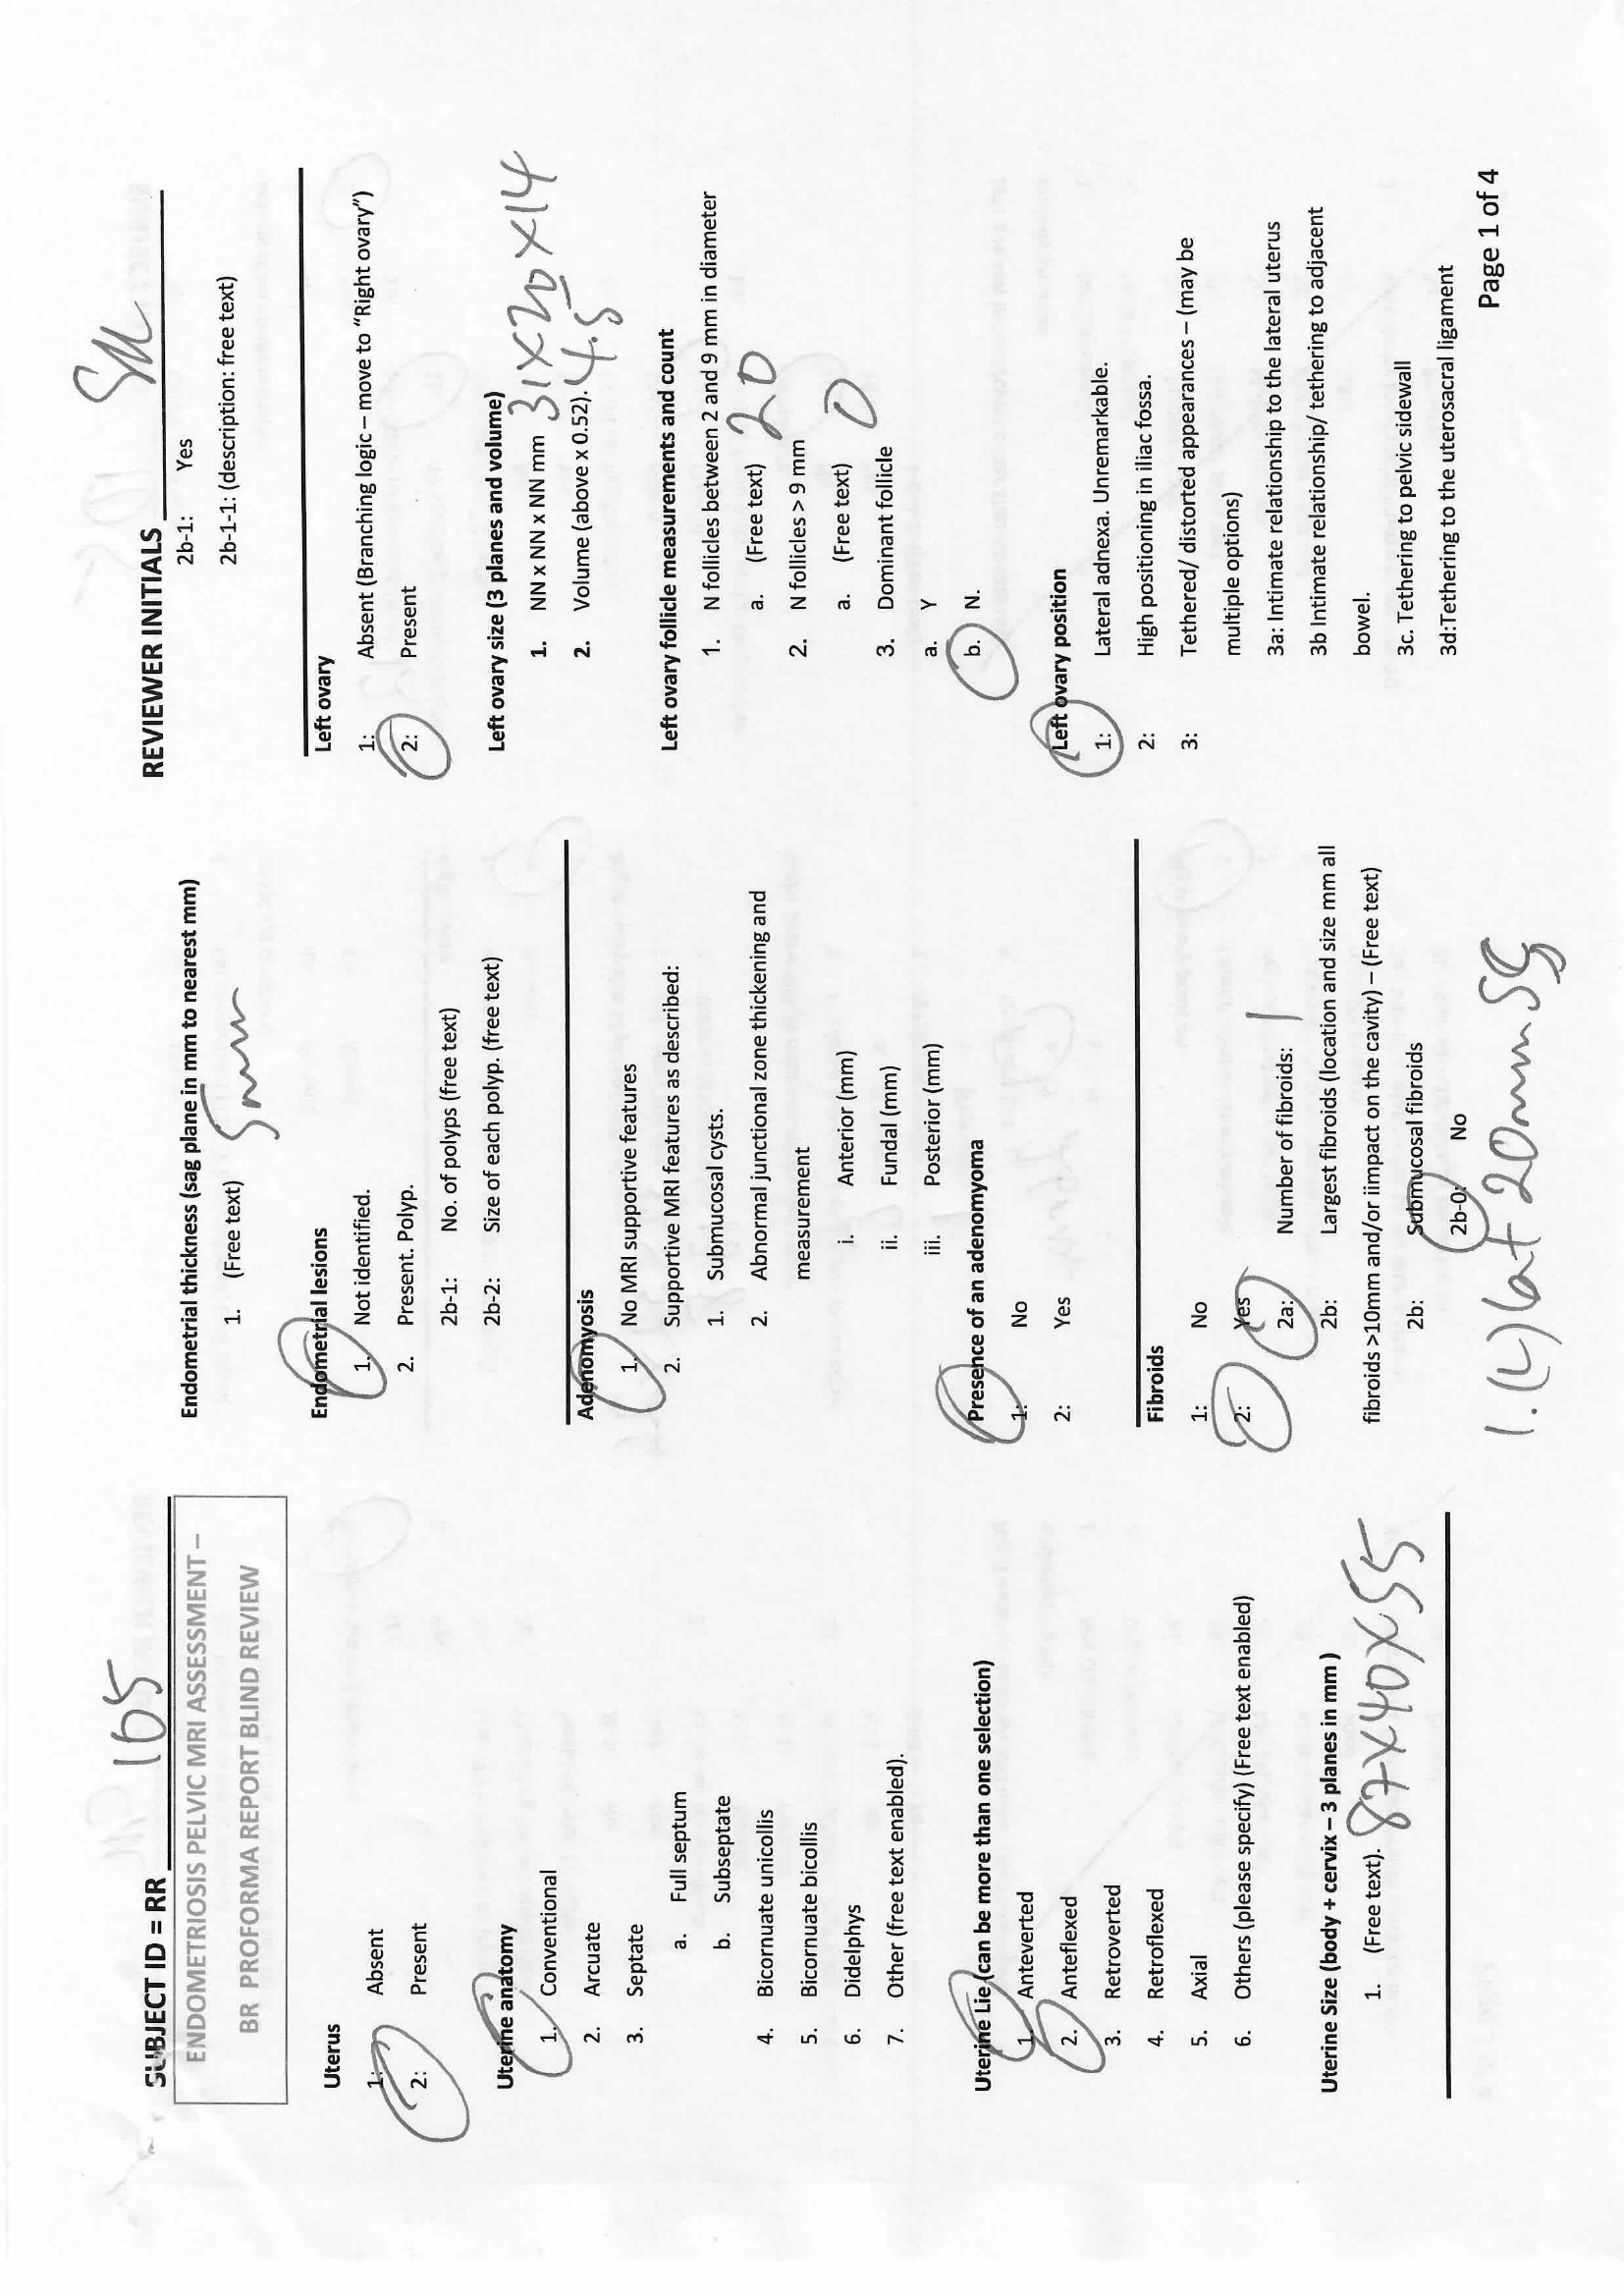 SUBJECT ID = RR 165
ENDOMETRIOSIS PELVIC MRI ASSESSMENT –
BR PROFORMA REPORT BLIND REVIEW
Uterus
1: Absent
2: Present
Uterine anatomy
1. Conventional
2. Arcuate
3. Septate
a. Full septum
b. Subseptate
4. Bicornuate unicollis
5. Bicornuate bicollis
6. Didelphys
7. Other (free text enabled).
Uterine Lie (can be more than one selection)
1. Anteverted
2. Anteflexed
3. Retroverted
4. Retroflexed
5. Axial
6. Others (please specify) (Free text enabled)
Uterine Size (body + cervix – 3 planes in mm )
1. (Free text). 87x40x55
Endometrial thickness (sag plane in mm to nearest mm)
1. (Free text) 5mm
Endometrial lesions
1. Not identified.
2. Present. Polyp.
2b-1: No. of polyps (free text)
2b-2: Size of each polyp. (free text)
Adenomyosis
1. No MRI supportive features
2. Supportive MRI features as described:
1. Submucosal cysts.
2. Abnormal junctional zone thickening and
measurement
i. Anterior (mm)
ii. Fundal (mm)
iii. Posterior (mm)
Presence of an adenomyoma
1: No
2: Yes
Fibroids
1: No
2: Yes
2a: Number of fibroids: 1
2b: Largest fibroids (location and size mm all
fibroids >10mm and/or iimpact on the cavity) – (Free text)
2b: Submucosal fibroids
2b-0: No
1. (L) lat 20mm SS
REVIEWER INITIALS SM
2b-1: Yes
2b-1-1: (description: free text)
Left ovary
1: Absent (Branching logic – move to “Right ovary”)
2: Present
Left ovary size (3 planes and volume)
1. NN x NN x NN mm 31x20x14
2. Volume (above x 0.52). 4.5
Left ovary follicle measurements and count
1. N follicles between 2 and 9 mm in diameter
a. (Free text) 20
2. N follicles > 9 mm
a. (Free text) 0
3. Dominant follicle
a. Y
b. N.
Left ovary position
1: Lateral adnexa. Unremarkable.
2: High positioning in iliac fossa.
3: Tethered/ distorted appearances – (may be
multiple options)
3a: Intimate relationship to the lateral uterus
3b Intimate relationship/ tethering to adjacent
bowel.
3c. Tethering to pelvic sidewall
3d:Tethering to the uterosacral ligament
Page 1 of 4